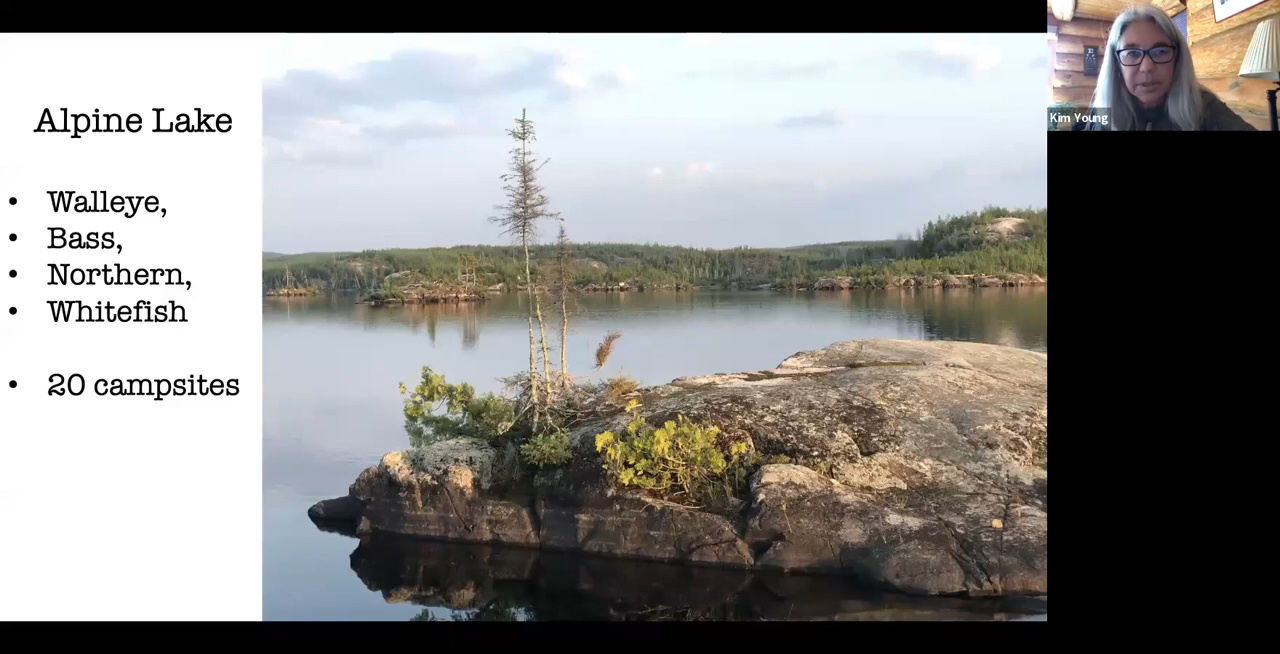 Alpine Lake
• Walleye,
• Bass,
• Northern,
• Whitefish
• 20 campsites
Kim Young